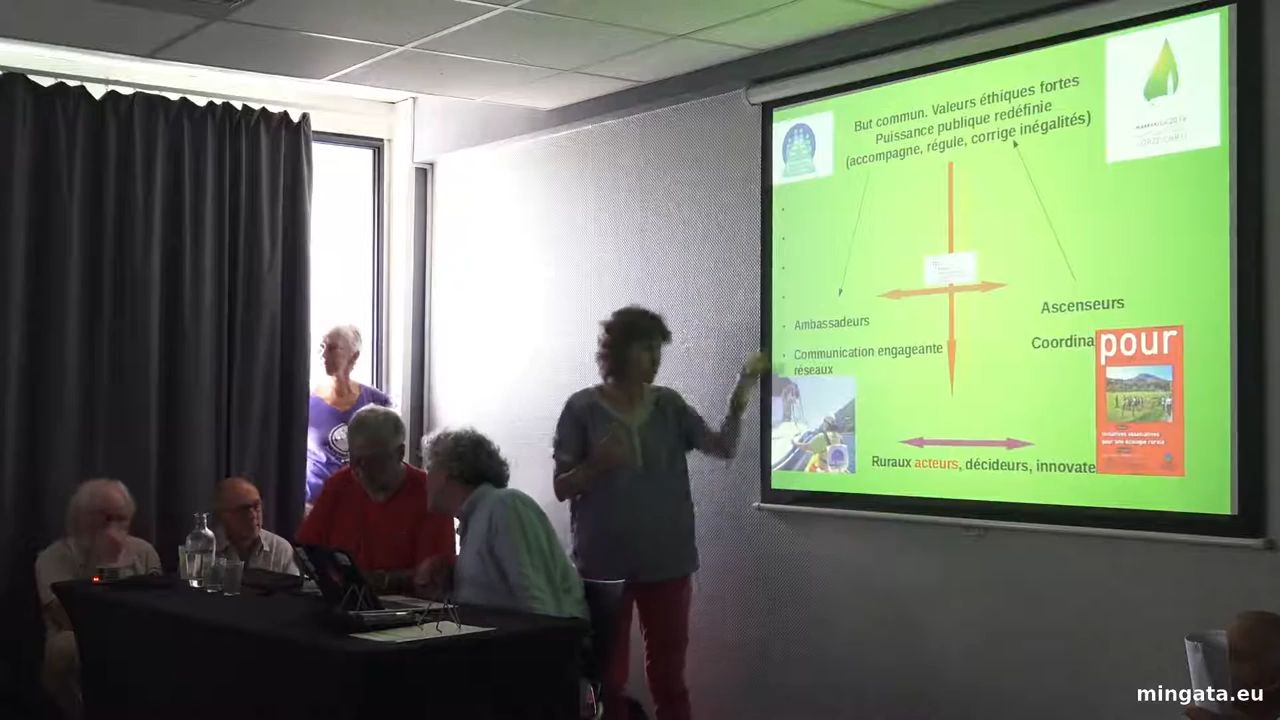 But commun. Valeurs éthiques fortes
Puissance publique redéfinie
(accompagne, régule, corrige inégalités)
Ambassadeurs
Communication engageante
réseaux
Ascenseurs
Coordina
pour
Ruraux acteurs, décideurs, innovate
mingata.eu